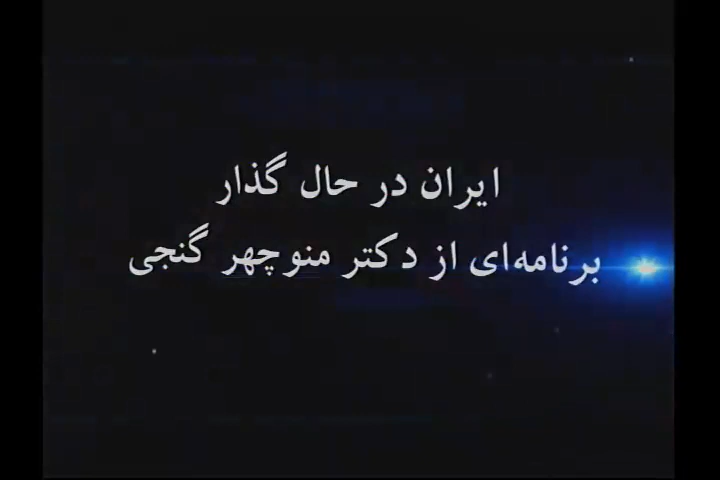 ایران در حال گذار
برنامه‌ای از دکتر منوچهر گنجی